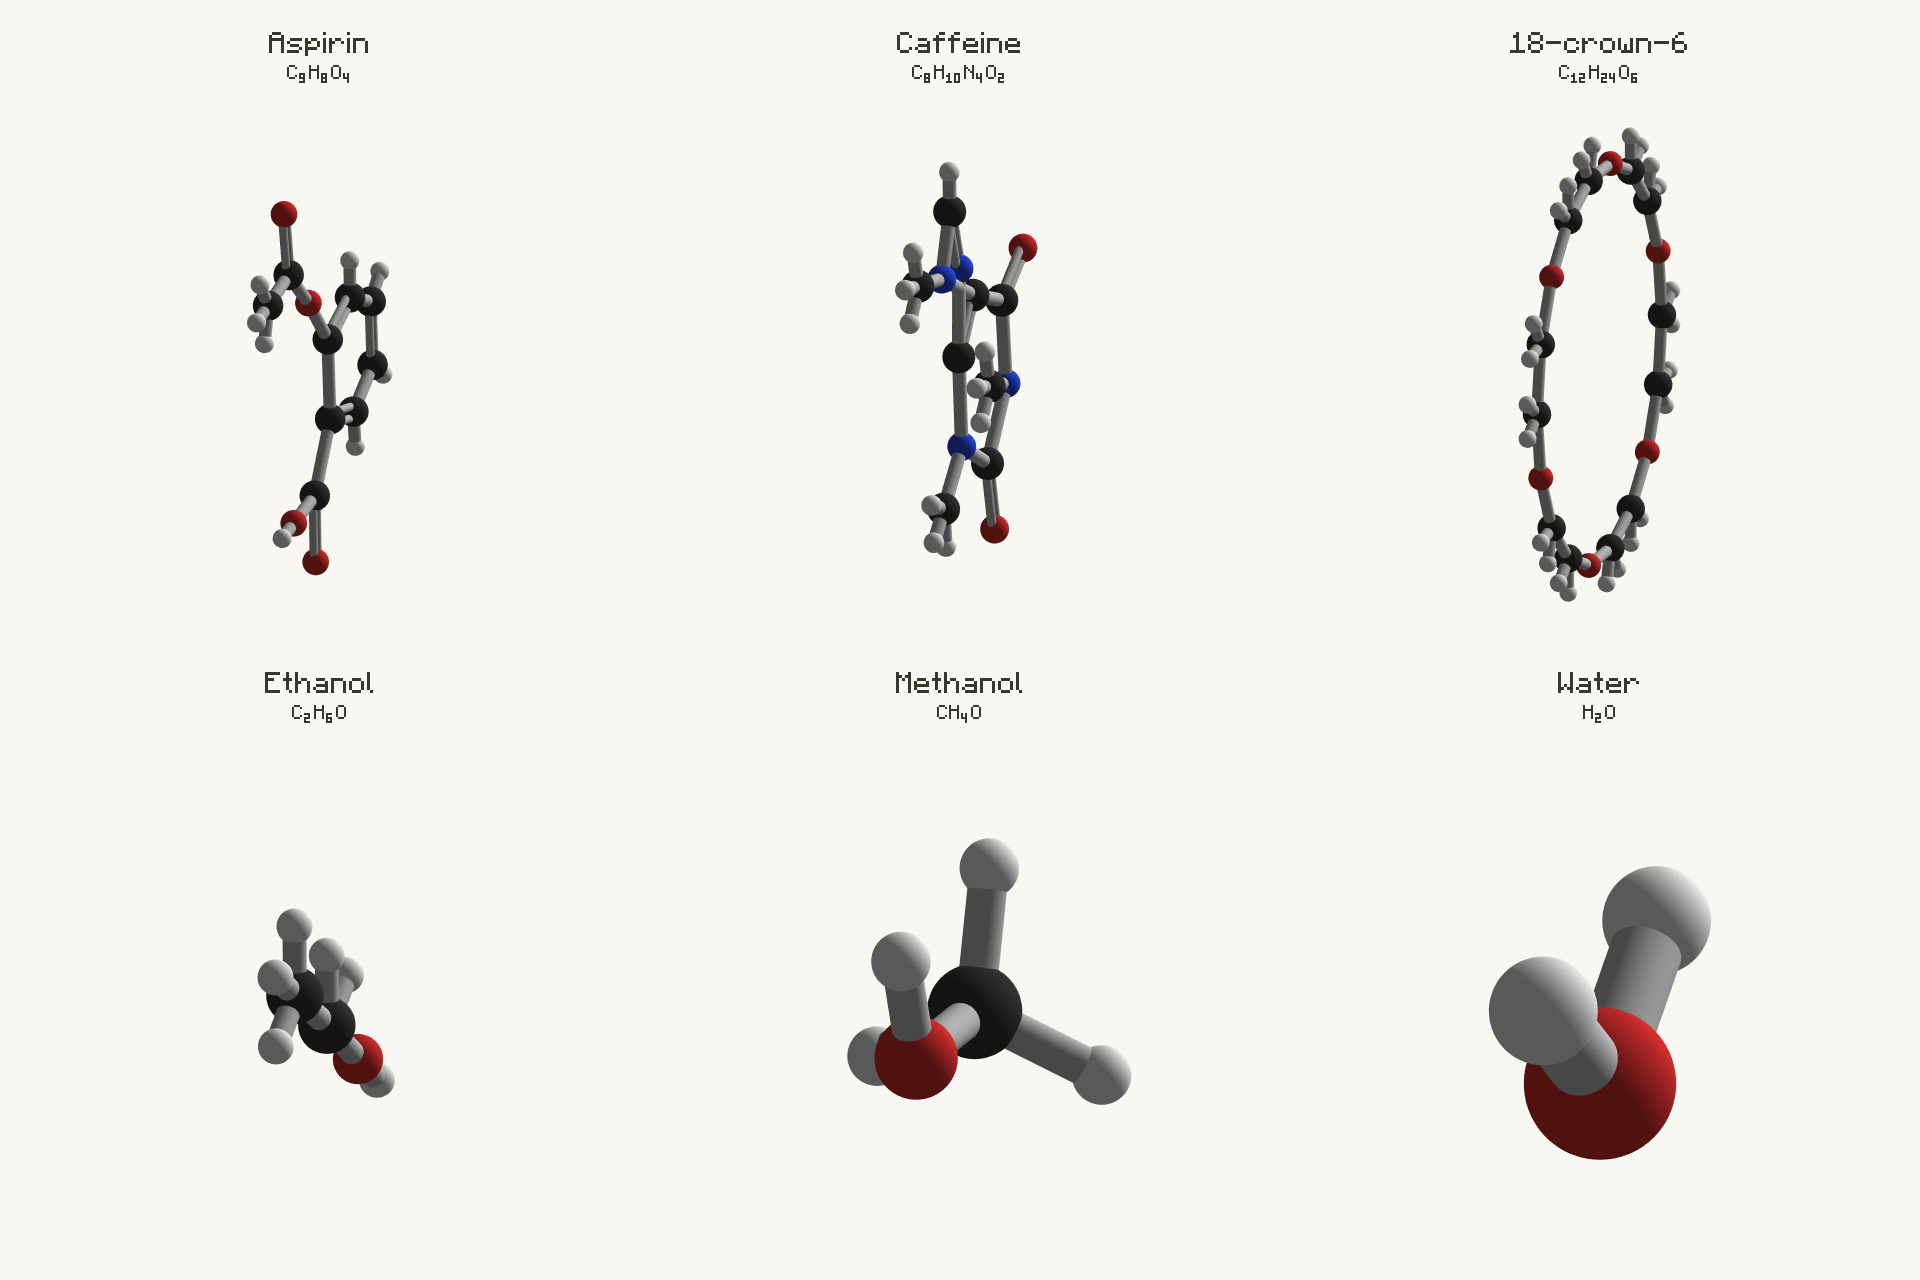 Aspirin
C₉H₈O₄
Caffeine
C₈H₁₀N₄O₂
18-crown-6
C₁₂H₂₄O₆
Ethanol
C₂H₆O
Methanol
CH₄O
Water
H₂O